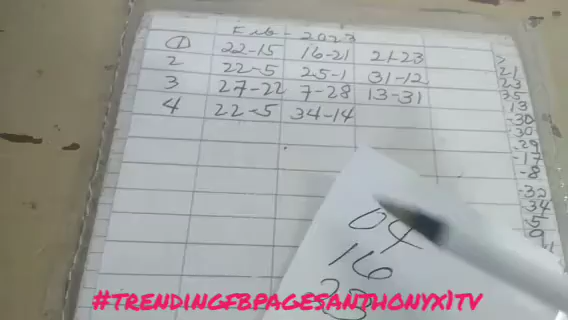 Feb - 2023
① 22-15 16-21 21-23
2 22-5 25-1 31-12
3 27-22 7-28 13-31
4 22-5 34-14
21
23
35
13
-30
-30
-29
-17
-8
-32
-34
04
16
23
#TRENDINGFBPAGESANTHONYX1TV